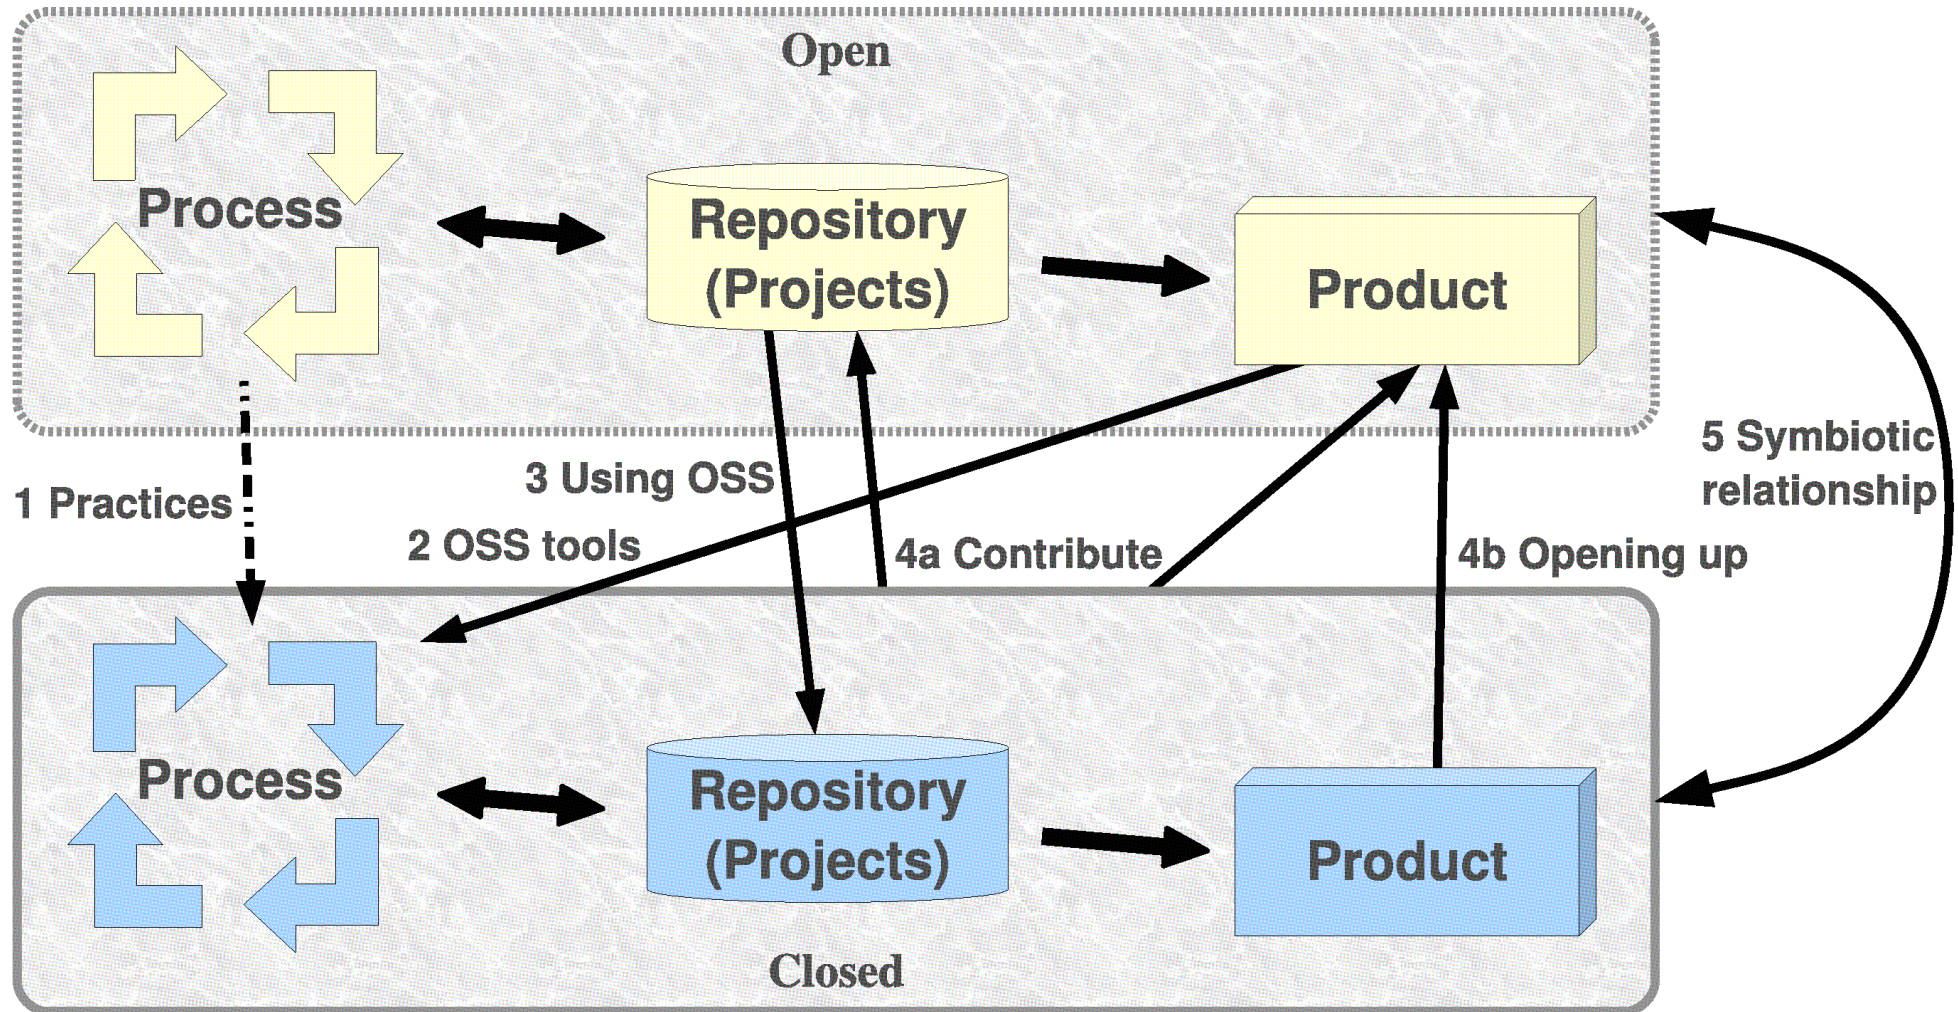 Open
Process
Repository
(Projects)
Product
1 Practices
3 Using OSS
2 OSS tools
4a Contribute
4b Opening up
5 Symbiotic
relationship
Process
Repository
(Projects)
Product
Closed